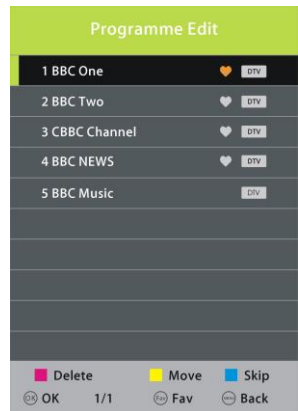 Programme Edit
1 BBC One DTV
2 BBC Two DTV
3 CBBC Channel DTV
4 BBC NEWS DTV
5 BBC Music DTV
Delete Move Skip
OK OK 1/1 Fav Fav MENU Back